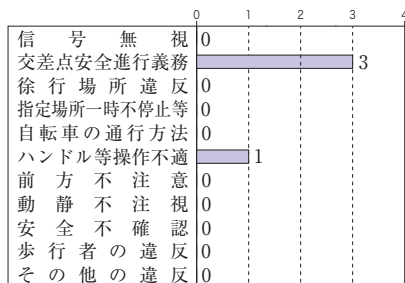 0 1 2 3 4
信号無視 0
交差点安全進行義務 3
徐行場所違反 0
指定場所一時不停止等 0
自転車の通行方法 0
ハンドル等操作不適 1
前方不注意 0
動静不注視 0
安全不確認 0
歩行者の違反 0
その他の違反 0